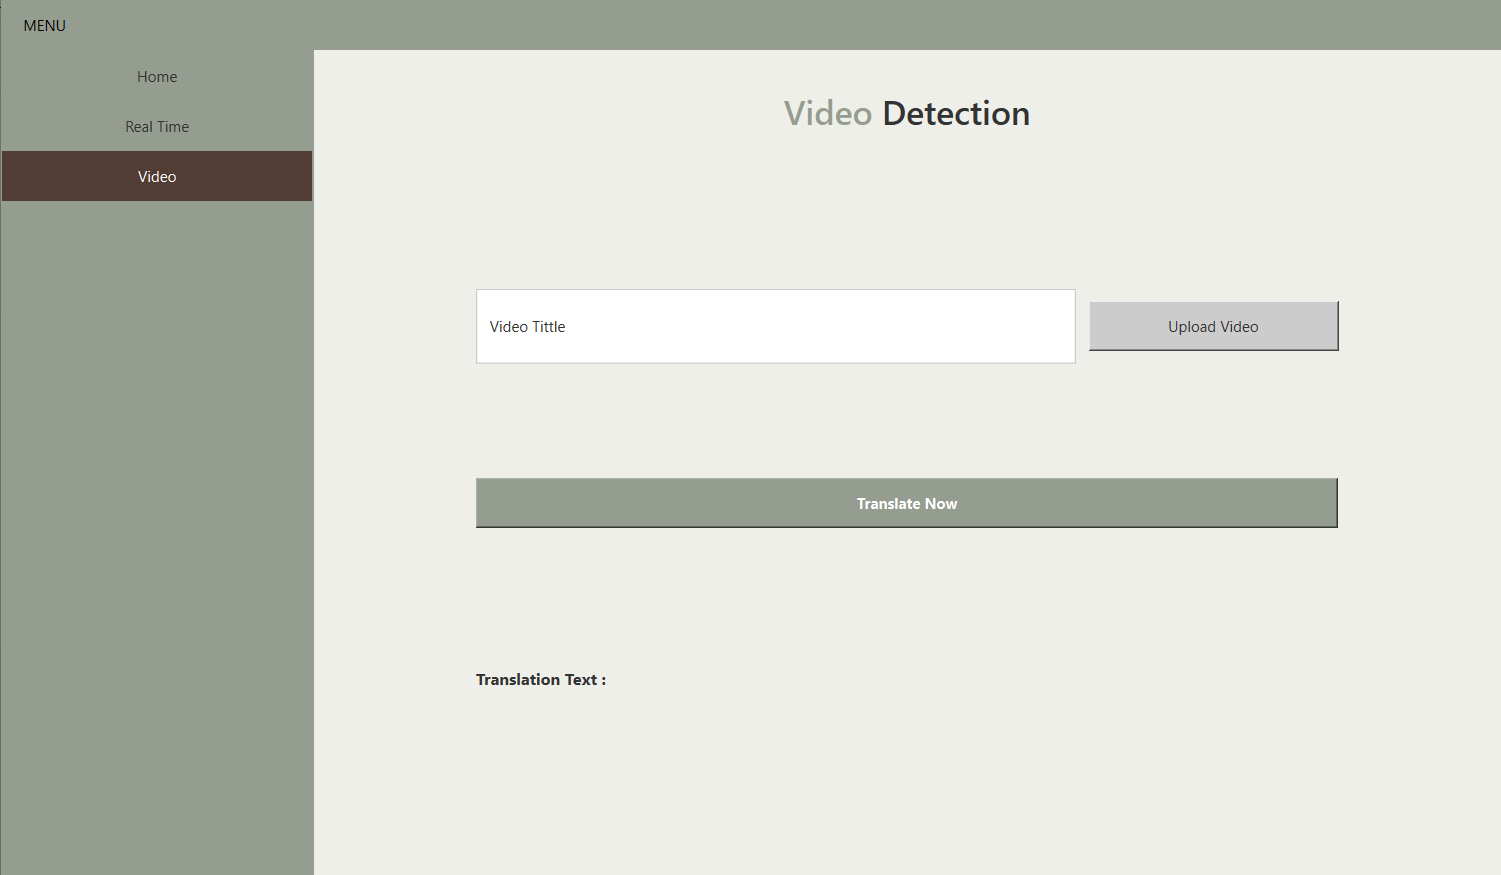 MENU
Home
Real Time
Video
Video Detection
Video Tittle
Upload Video
Translate Now
Translation Text :